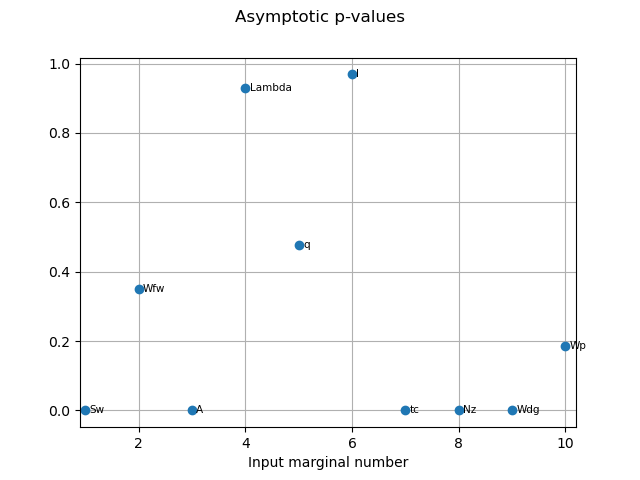 Asymptotic p-values
1.0
l
Lambda
0.8
0.6
q
0.4
Wfw
0.2
Wp
0.0
Sw
A
tc
Nz
Wdg
2
4
6
8
10
Input marginal number